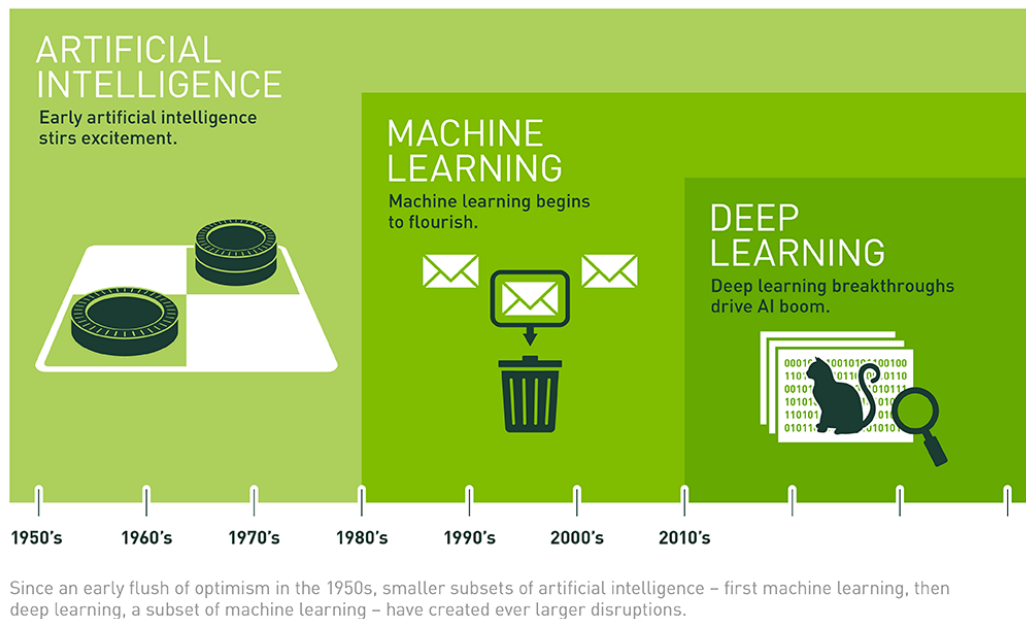 ARTIFICIAL
INTELLIGENCE
Early artificial intelligence
stirs excitement.
MACHINE
LEARNING
Machine learning begins
to flourish.
DEEP
LEARNING
Deep learning breakthroughs
drive AI boom.
1950's
1960's
1970's
1980's
1990's
2000's
2010's
Since an early flush of optimism in the 1950s, smaller subsets of artificial intelligence – first machine learning, then
deep learning, a subset of machine learning – have created ever larger disruptions.